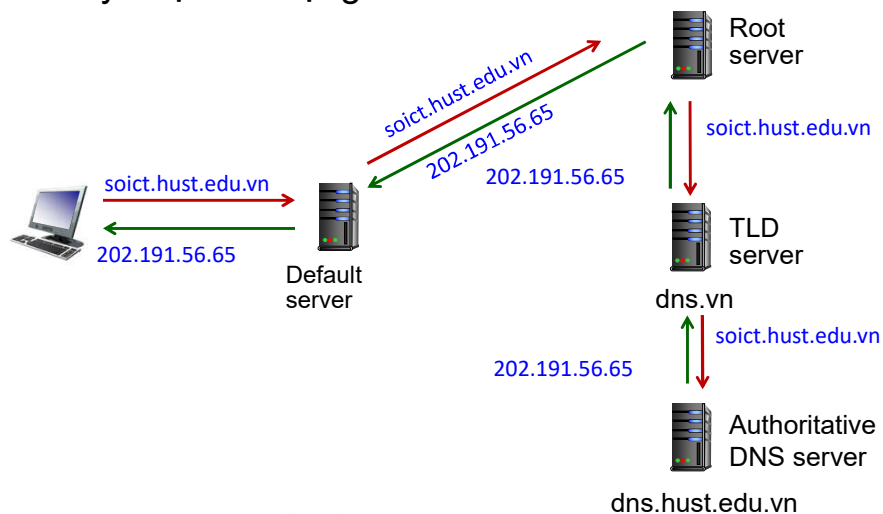 Root
server
soict.hust.edu.vn
202.191.56.65
soict.hust.edu.vn
202.191.56.65
soict.hust.edu.vn
202.191.56.65
Default
server
TLD
server
dns.vn
soict.hust.edu.vn
202.191.56.65
Authoritative
DNS server
dns.hust.edu.vn